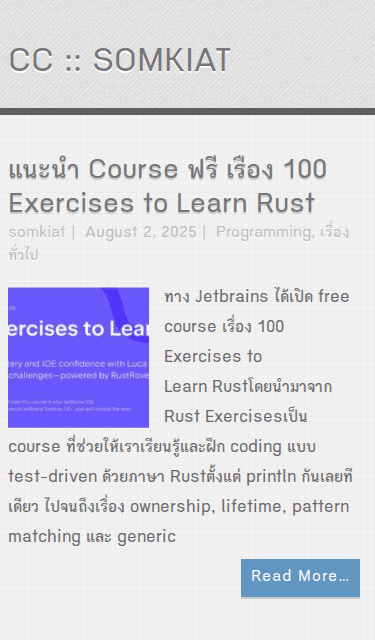 CC :: SOMKIAT
แนะนำ Course ฟรี เรื่อง 100
Exercises to Learn Rust
somkiat | August 2, 2025 | Programming, เรื่อง
ทั่วไป
ercises to Lea
tery and IDE confidence with Luca
challenges—powered by RustRove
ทาง Jetbrains ได้เปิด free
course เรื่อง 100
Exercises to
Learn Rustโดยนำมาจาก
Rust Exercisesเป็น
course ที่ช่วยให้เราเรียนรู้และฝึก coding แบบ
test-driven ด้วยภาษา Rustตั้งแต่ println กันเลยที
เดียว ไปจนถึงเรื่อง ownership, lifetime, pattern
matching และ generic
Read More...